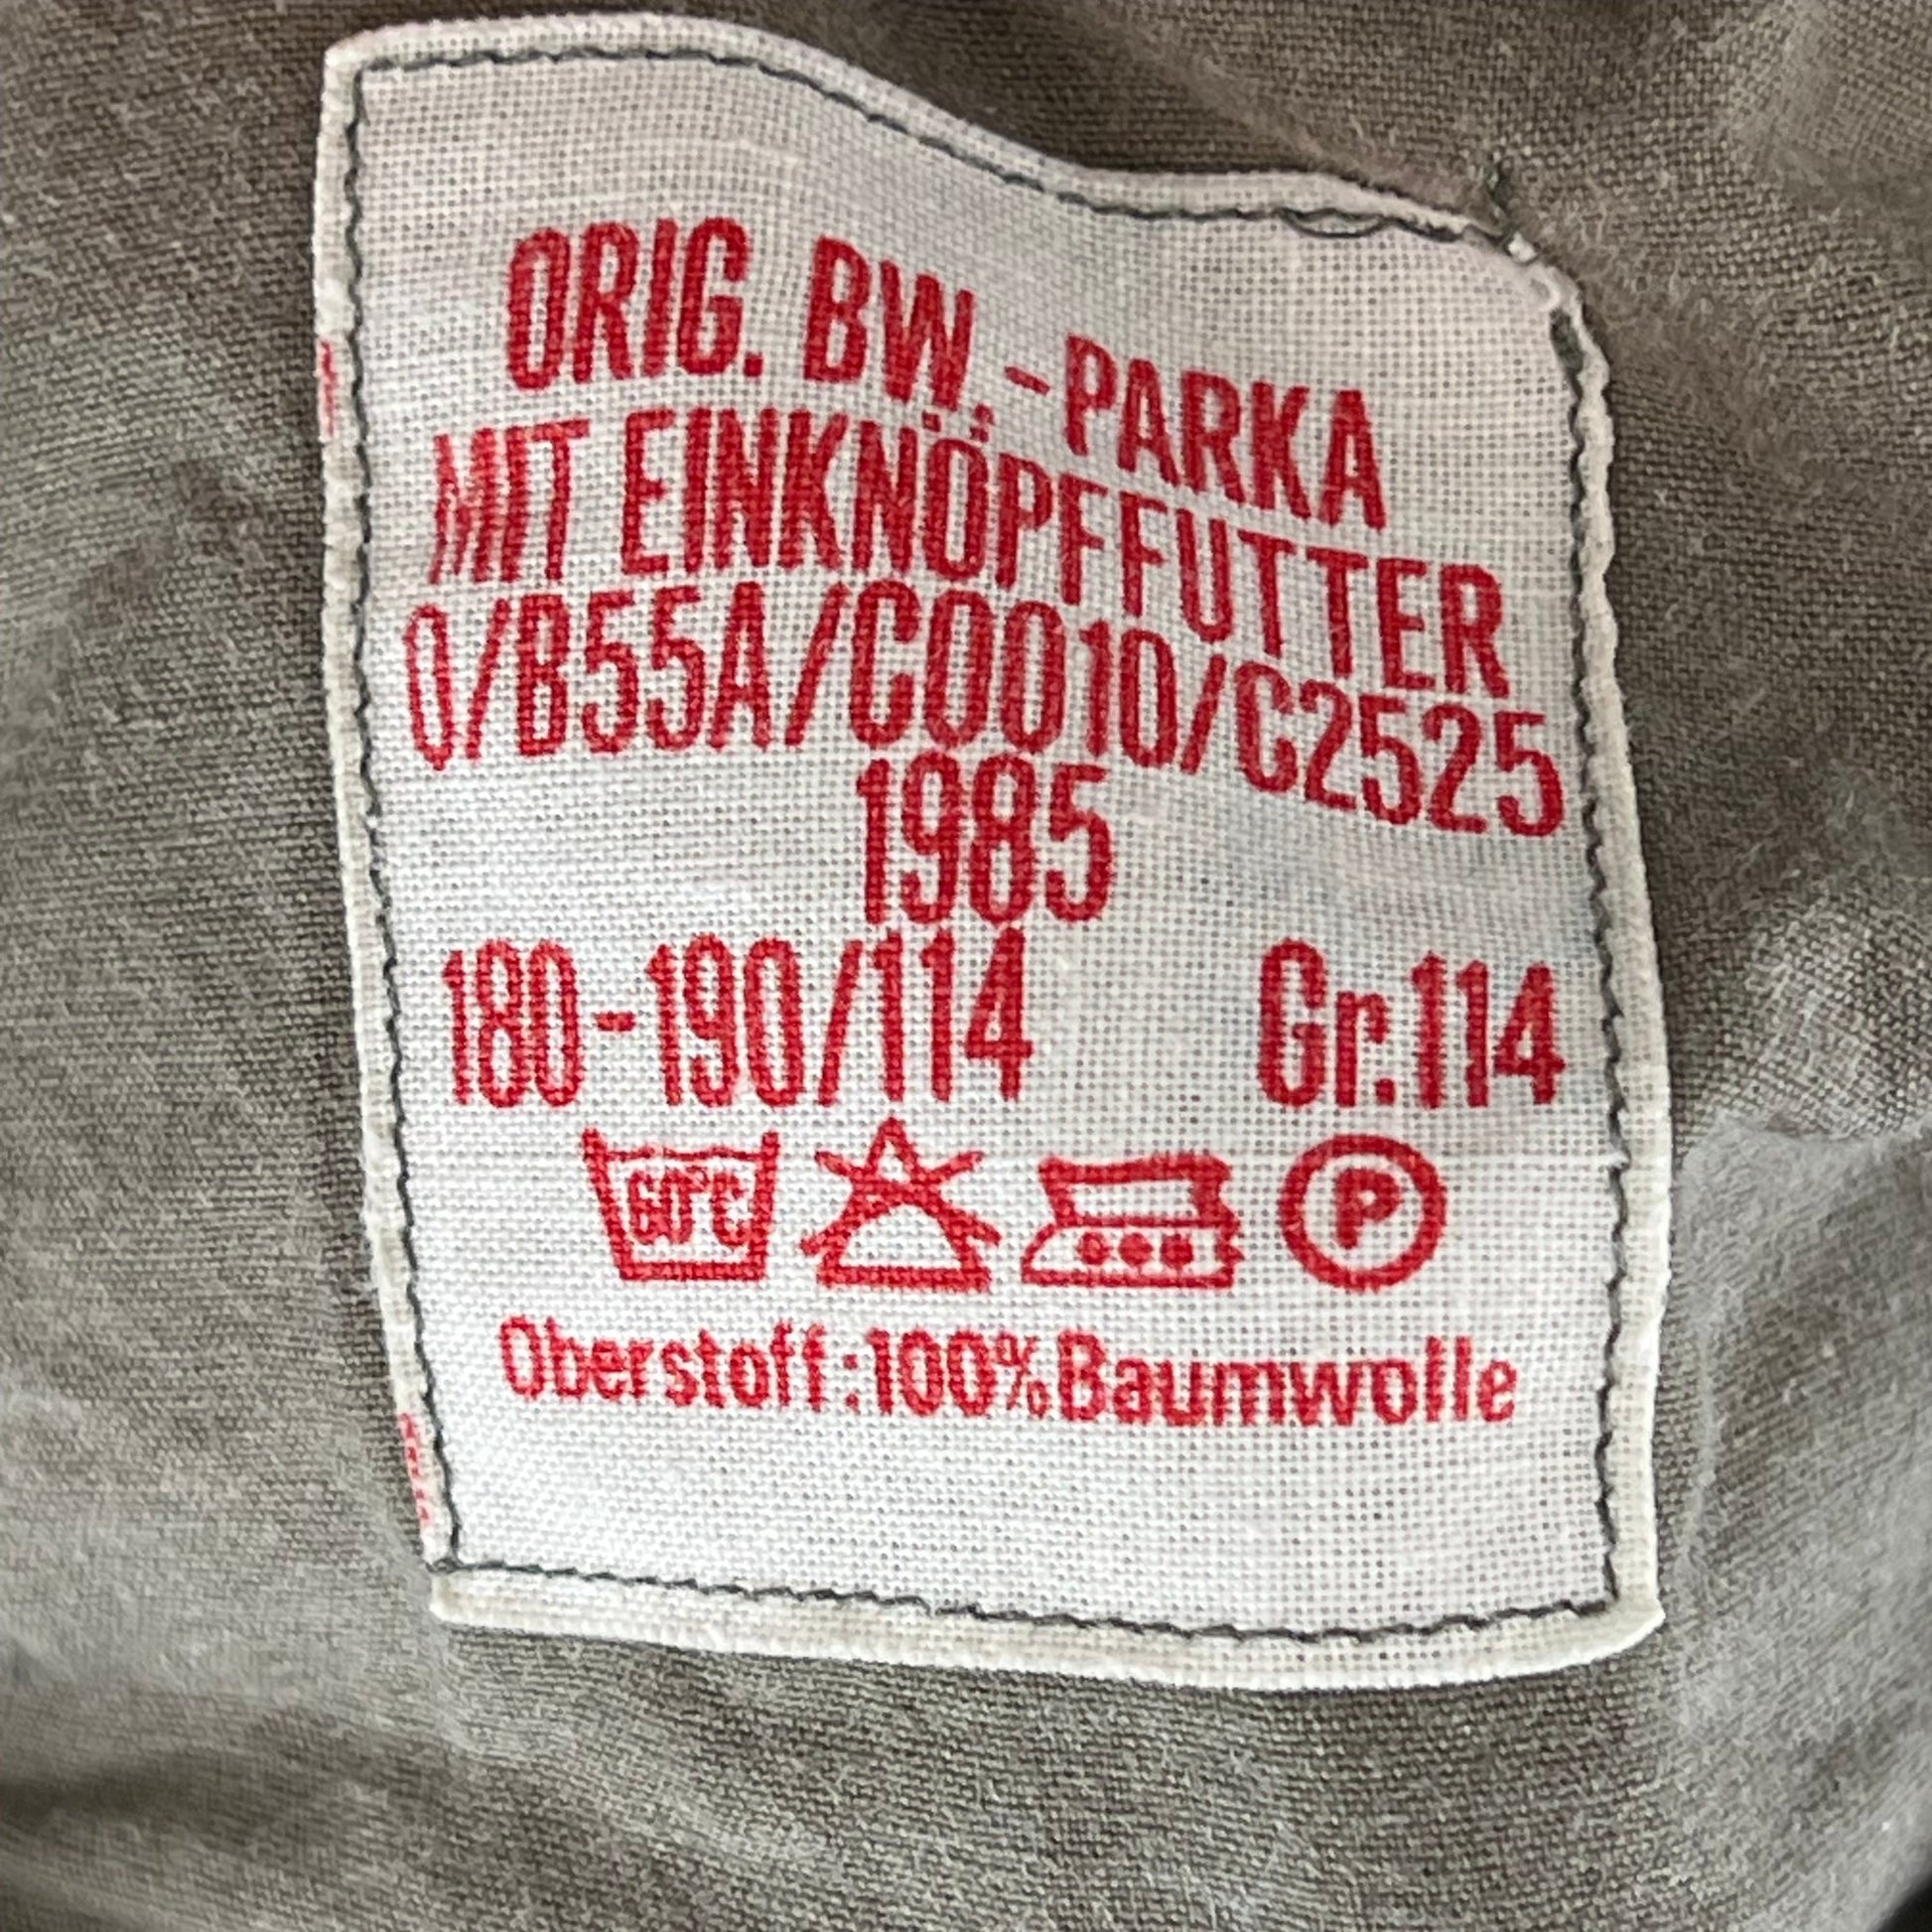 ORIG. BW.-PARKA
MIT EINKNÖPFFUTTER
0/B55A/C0010/C2525
1985
180-190/114 Gr.114
60°C P
Oberstoff:100% Baumwolle